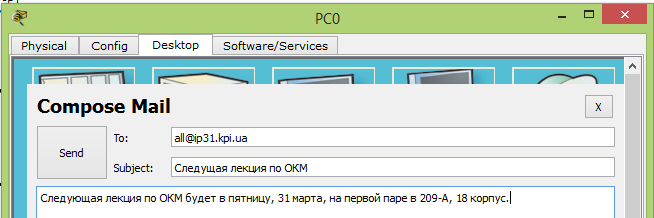 PC0
Physical Config Desktop Software/Services
Compose Mail
X
Send
To: all@ip31.kpi.ua
Subject: Следущая лекция по ОКМ
Следующая лекция по ОКМ будет в пятницу, 31 марта, на первой паре в 209-А, 18 корпус.